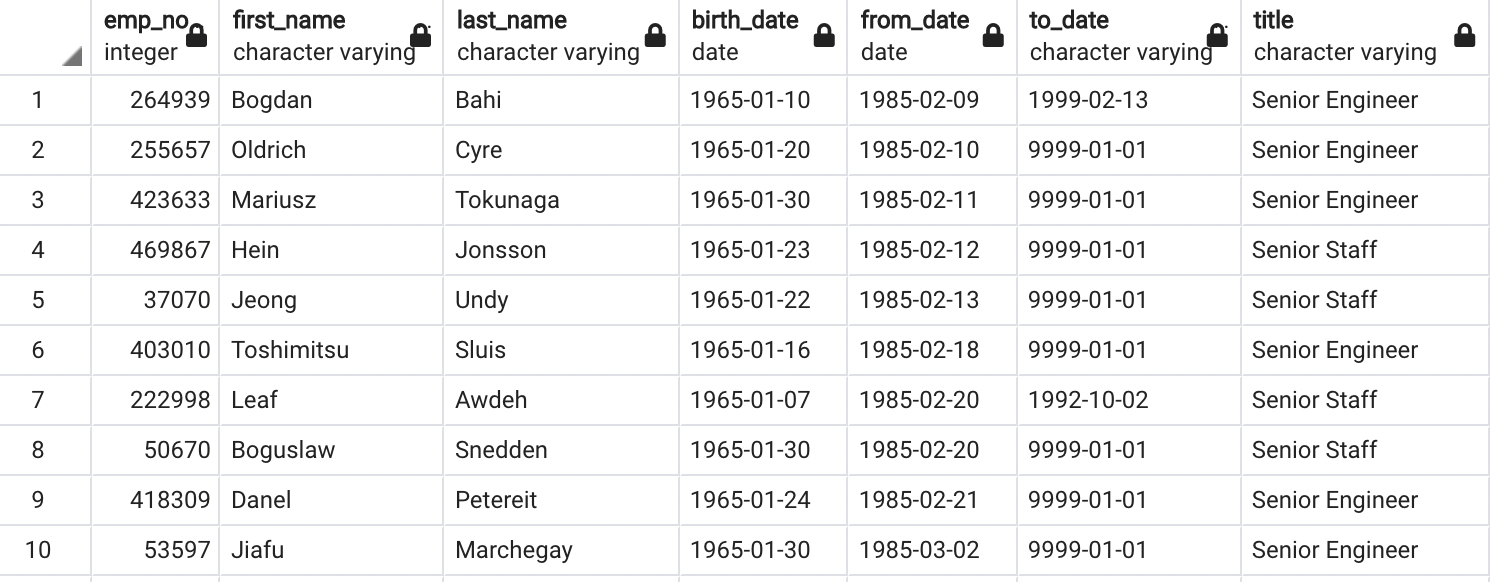 emp_no first_name last_name birth_date from_date to_date title
integer character varying character varying date date character varying character varying
1 264939 Bogdan Bahi 1965-01-10 1985-02-09 1999-02-13 Senior Engineer
2 255657 Oldrich Cyre 1965-01-20 1985-02-10 9999-01-01 Senior Engineer
3 423633 Mariusz Tokunaga 1965-01-30 1985-02-11 9999-01-01 Senior Engineer
4 469867 Hein Jonsson 1965-01-23 1985-02-12 9999-01-01 Senior Staff
5 37070 Jeong Undy 1965-01-22 1985-02-13 9999-01-01 Senior Staff
6 403010 Toshimitsu Sluis 1965-01-16 1985-02-18 9999-01-01 Senior Engineer
7 222998 Leaf Awdeh 1965-01-07 1985-02-20 1992-10-02 Senior Staff
8 50670 Boguslaw Snedden 1965-01-30 1985-02-20 9999-01-01 Senior Staff
9 418309 Danel Petereit 1965-01-24 1985-02-21 9999-01-01 Senior Engineer
10 53597 Jiafu Marchegay 1965-01-30 1985-03-02 9999-01-01 Senior Engineer